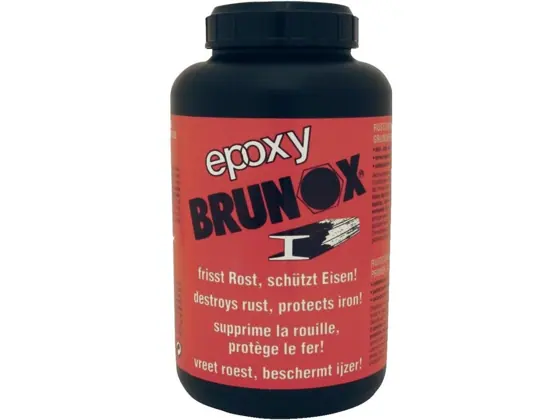 epoxy
BRUNOX®
frisst Rost, schützt Eisen!
destroys rust, protects iron!
supprime la rouille,
protège le fer!
vreet roest, beschermt ijzer!